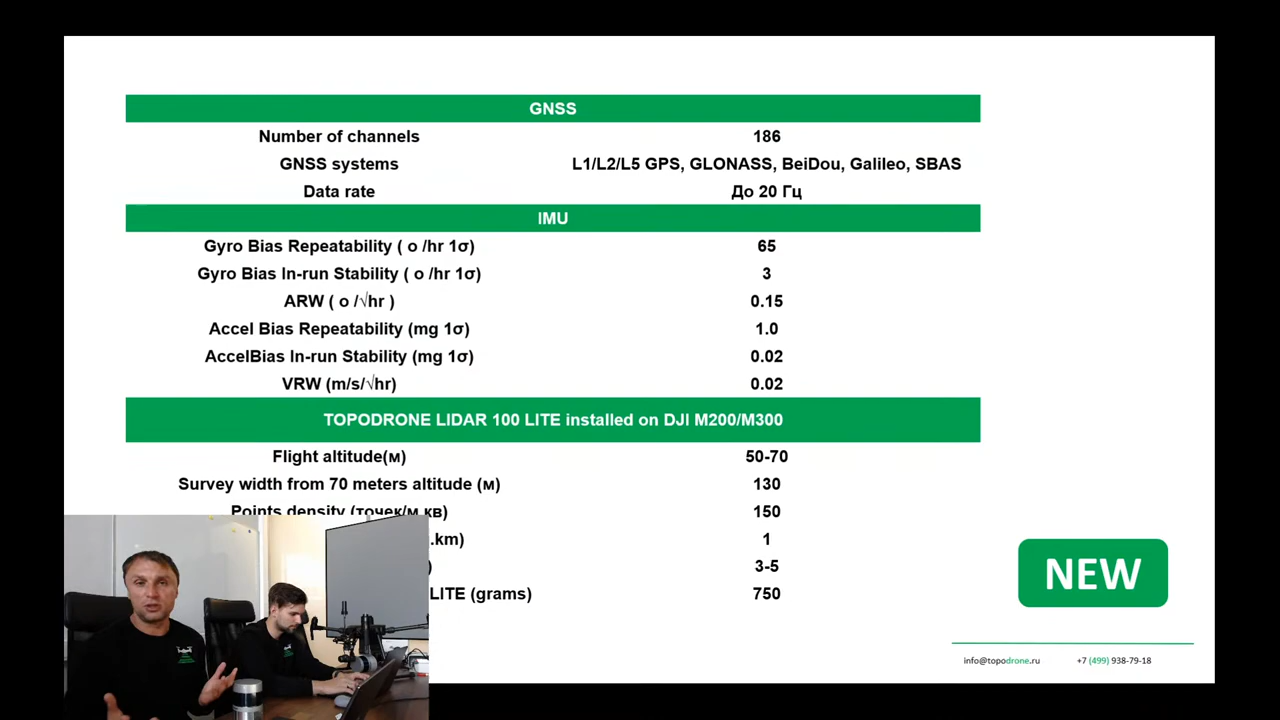 GNSS
Number of channels 186
GNSS systems L1/L2/L5 GPS, GLONASS, BeiDou, Galileo, SBAS
Data rate До 20 Гц
IMU
Gyro Bias Repeatability ( o /hr 1σ) 65
Gyro Bias In-run Stability ( o /hr 1σ) 3
ARW ( o /√hr ) 0.15
Accel Bias Repeatability (mg 1σ) 1.0
AccelBias In-run Stability (mg 1σ) 0.02
VRW (m/s/√hr) 0.02
TOPODRONE LIDAR 100 LITE installed on DJI M200/M300
Flight altitude(м) 50-70
Survey width from 70 meters altitude (м) 130
Points density (точек/м.кв) 150
.km) 1
) 3-5
LITE (grams) 750
NEW
info@topodrone.ru +7 (499) 938-79-18